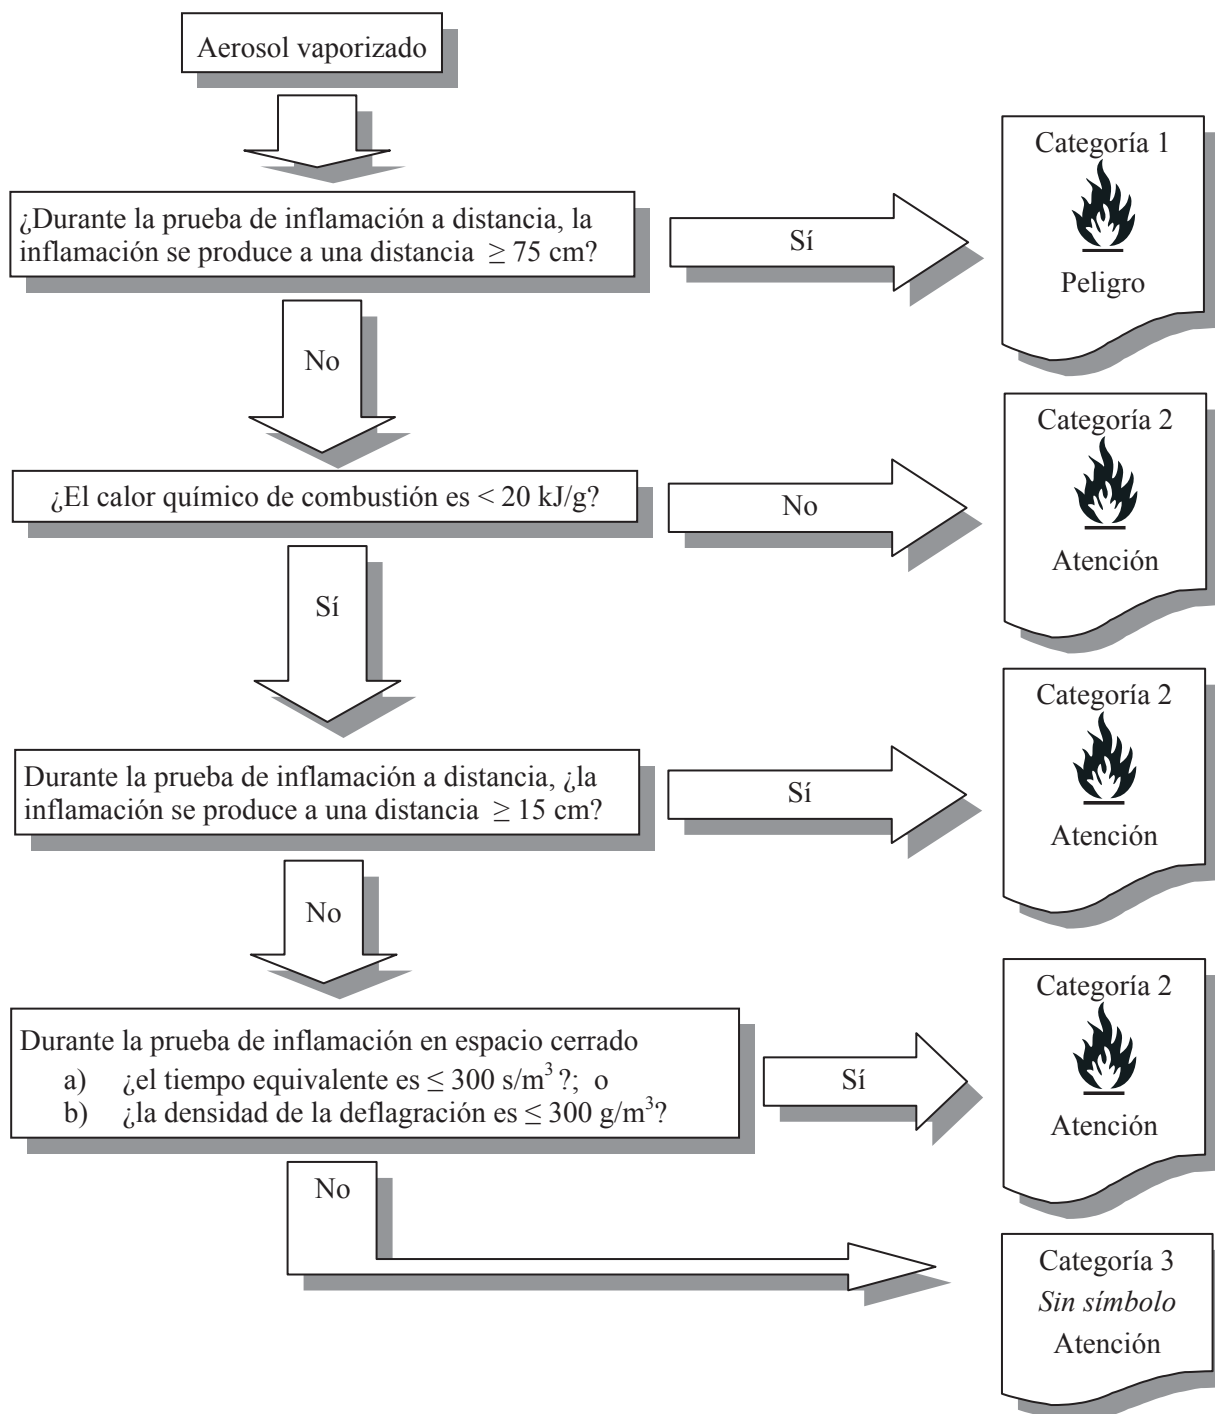 Aerosol vaporizado
Categoría 1
Peligro
¿Durante la prueba de inflamación a distancia, la
inflamación se produce a una distancia ≥ 75 cm?
Sí
No
Categoría 2
Atención
¿El calor químico de combustión es < 20 kJ/g?
No
Sí
Categoría 2
Atención
Durante la prueba de inflamación a distancia, ¿la
inflamación se produce a una distancia ≥ 15 cm?
Sí
No
Categoría 2
Atención
Durante la prueba de inflamación en espacio cerrado
a) ¿el tiempo equivalente es ≤ 300 s/m³ ?; o
b) ¿la densidad de la deflagración es ≤ 300 g/m³?
Sí
No
Categoría 3
Sin símbolo
Atención